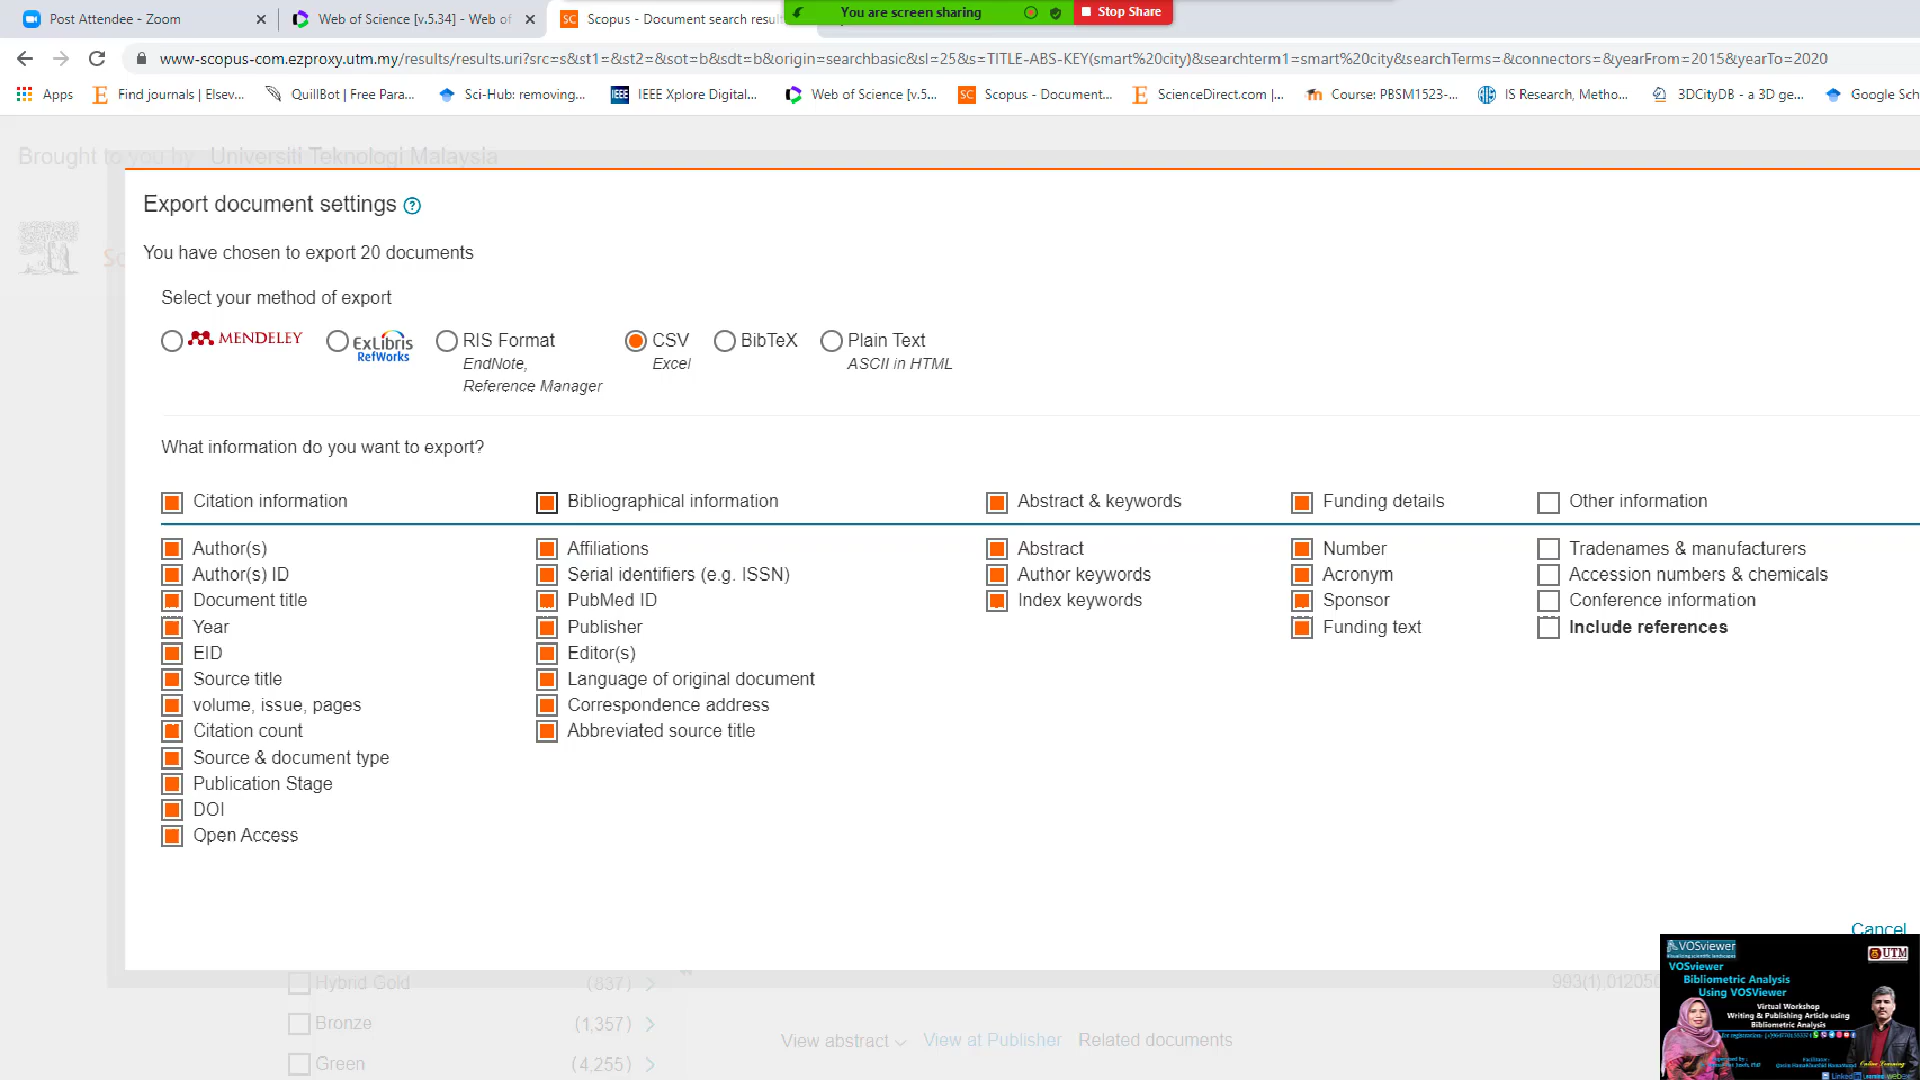 Post Attendee - Zoom
Web of Science [v.5.34] - Web of
Scopus - Document search resul
You are screen sharing
Stop Share
www-scopus-com.ezproxy.utm.my/results/results.uri?src=s&st1=&st2=&sot=b&sdt=b&origin=searchbasic&sl=25&s=TITLE-ABS-KEY(smart%20city)&searchterm1=smart%20city&searchTerms=&connectors=&yearFrom=2015&yearTo=2020
Apps
Find journals | Elsev...
QuillBot | Free Para...
Sci-Hub: removing...
IEEE Xplore Digital...
Web of Science [v.5...
Scopus - Document...
ScienceDirect.com |...
Course: PBSM1523-...
IS Research, Metho...
3DCityDB - a 3D ge...
Google Sch
Brought to you by Universiti Teknologi Malaysia
Export document settings
You have chosen to export 20 documents
Select your method of export
MENDELEY
ExLibris
RefWorks
RIS Format
EndNote,
Reference Manager
CSV
Excel
BibTeX
Plain Text
ASCII in HTML
What information do you want to export?
Citation information
Author(s)
Author(s) ID
Document title
Year
EID
Source title
volume, issue, pages
Citation count
Source & document type
Publication Stage
DOI
Open Access
Bibliographical information
Affiliations
Serial identifiers (e.g. ISSN)
PubMed ID
Publisher
Editor(s)
Language of original document
Correspondence address
Abbreviated source title
Abstract & keywords
Abstract
Author keywords
Index keywords
Funding details
Number
Acronym
Sponsor
Funding text
Other information
Tradenames & manufacturers
Accession numbers & chemicals
Conference information
Include references
Cancel
Hybrid Gold (837)
Bronze (1,357)
Green (4,255)
View abstract
View at Publisher
Related documents
VOSviewer
UTM
VOSviewer
Bibliometric Analysis
Using VOSViewer
Virtual Workshop
Writing & Publishing Article using
Bibliometric Analysis